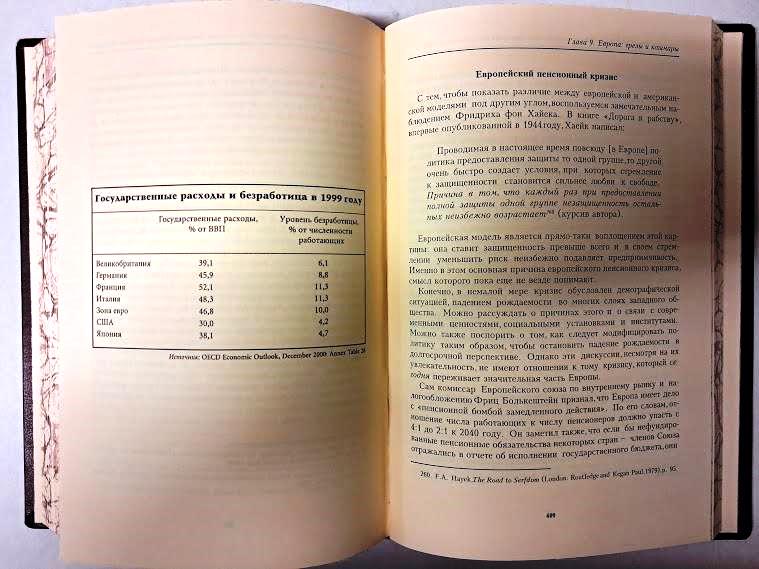 Государственные расходы и безработица в 1999 году
Государственные расходы, % от ВВП Уровень безработицы, % от численности работающих
Великобритания 39,1 6,1
Германия 45,9 8,8
Франция 52,1 11,3
Италия 48,3 11,3
Зона евро 46,8 10,0
США 30,0 4,2
Япония 38,1 4,7
Источник: OECD Economic Outlook, December 2000: Annex Table 28
Глава 9. Европа: грезы и кошмары
Европейский пенсионный кризис
С тем, чтобы показать различие между европейской и американ-
ской моделями под другим углом, воспользуемся замечательным на-
блюдением Фридриха фон Хайека. В книге «Дорога к рабству»,
впервые опубликованной в 1944 году, Хайек написал:
Проводимая в настоящее время повсюду [в Европе] по-
литика предоставления защиты то одной группе, то другой
очень быстро создает условия, при которых стремление
к защищенности становится сильнее любви к свободе.
Причина в том, что каждый раз при предоставлении
полной защиты одной группе незащищенность осталь-
ных неизбежно возрастает (курсив автора).
Европейская модель является прямо-таки воплощением этой кар-
тины: она ставит защищенность превыше всего и в своем стрем-
лении уменьшить риск неизбежно подавляет предприимчивость.
Именно в этом основная причина европейского пенсионного кризиса,
смысл которого пока еще не везде понимают.
Конечно, в немалой мере кризис обусловлен демографической
ситуацией, падением рождаемости во многих слоях западного об-
щества. Можно рассуждать о причинах этого и о связи с совре-
менными ценностями, социальными установками и институтами.
Можно также поспорить о том, как следует модифицировать по-
литику таким образом, чтобы остановить падение рождаемости в
долгосрочной перспективе. Однако эти дискуссии, несмотря на их
увлекательность, не имеют отношения к тому кризису, который се-
годня переживает значительная часть Европы.
Сам комиссар Европейского союза по внутреннему рынку и на-
логообложению Фриц Болькештейн признал, что Европа имеет дело
с «пенсионной бомбой замедленного действия». По его словам, от-
ношение числа работающих к числу пенсионеров должно упасть с
4:1 до 2:1 к 2040 году. Он заметил также, что если бы нефундиро-
ванные пенсионные обязательства некоторых стран – членов Союза
отражались в отчете об исполнении государственного бюджета, они
260. F.A. Hayek, The Road to Serfdom (London: Routledge and Kegan Paul, 1979), p. 95.
409